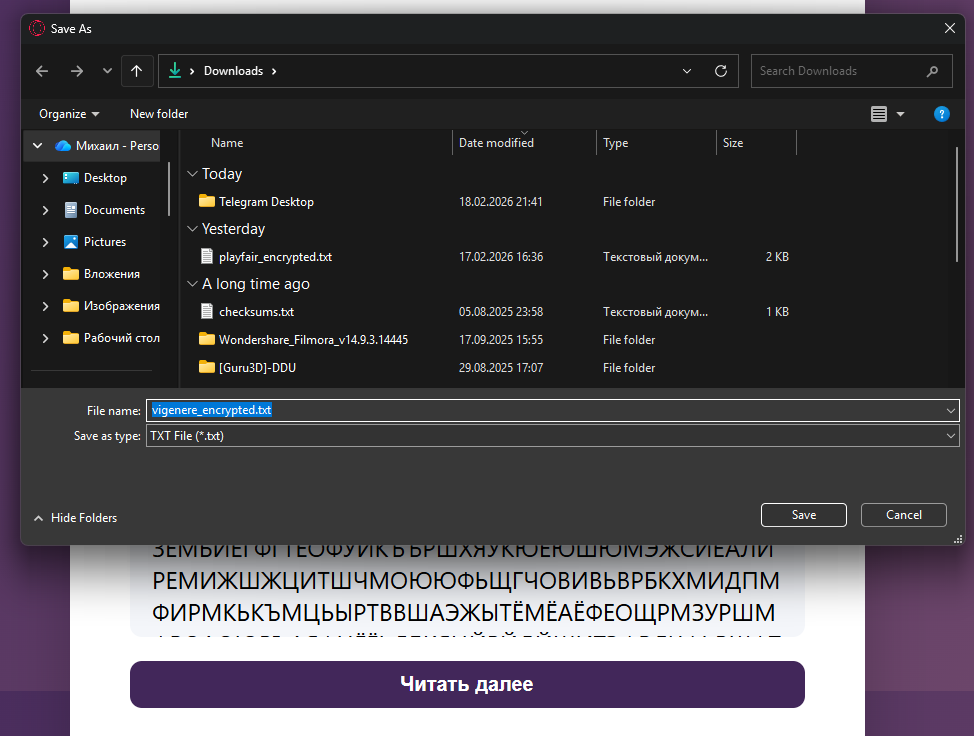 Save As
Downloads
Search Downloads
Organize
New folder
?
Name
Date modified
Type
Size
Михаил - Perso
Desktop
Documents
Pictures
Вложения
Изображения
Рабочий стол
Today
Telegram Desktop 18.02.2026 21:41 File folder
Yesterday
playfair_encrypted.txt 17.02.2026 16:36 Текстовый докум... 2 KB
A long time ago
checksums.txt 05.08.2025 23:58 Текстовый докум... 1 KB
Wondershare_Filmora_v14.9.3.14445 17.09.2025 15:55 File folder
[Guru3D]-DDU 29.08.2025 17:07 File folder
File name: vigenere_encrypted.txt
Save as type: TXT File (*.txt)
Hide Folders
Save
Cancel
РЕМИЖШЖЦИТШЧМОЮЮФЬЩГЧОВИВЬВРБКХМИДПМ
ФИРМКЬКЪМЦЬЫРТВВШАЭЖЫТЁМЁАЁФЕОЩРМЗУРШМ
Читать далее